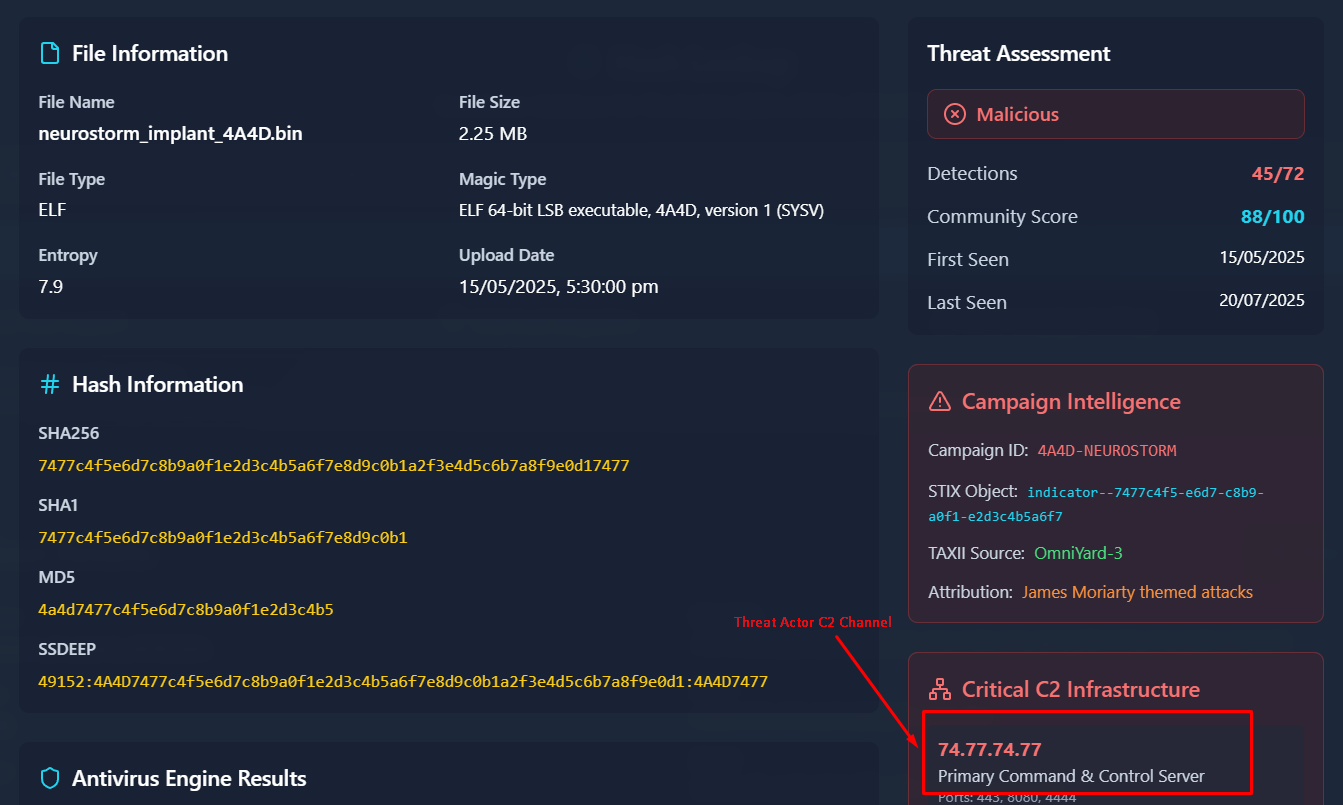 File Information
File Name
neurostorm_implant_4A4D.bin
File Size
2.25 MB
File Type
ELF
Magic Type
ELF 64-bit LSB executable, 4A4D, version 1 (SYSV)
Entropy
7.9
Upload Date
15/05/2025, 5:30:00 pm
Hash Information
SHA256
7477c4f5e6d7c8b9a0f1e2d3c4b5a6f7e8d9c0b1a2f3e4d5c6b7a8f9e0d17477
SHA1
7477c4f5e6d7c8b9a0f1e2d3c4b5a6f7e8d9c0b1
MD5
4a4d7477c4f5e6d7c8b9a0f1e2d3c4b5
SSDEEP
49152:4A4D7477c4f5e6d7c8b9a0f1e2d3c4b5a6f7e8d9c0b1a2f3e4d5c6b7a8f9e0d1:4A4D7477
Antivirus Engine Results
Threat Assessment
Malicious
Detections 45/72
Community Score 88/100
First Seen 15/05/2025
Last Seen 20/07/2025
Campaign Intelligence
Campaign ID: 4A4D-NEUROSTORM
STIX Object: indicator--7477c4f5-e6d7-c8b9-
a0f1-e2d3c4b5a6f7
TAXII Source: OmniYard-3
Attribution: James Moriarty themed attacks
Threat Actor C2 Channel
Critical C2 Infrastructure
74.77.74.77
Primary Command & Control Server
Ports: 443, 8080, 4444